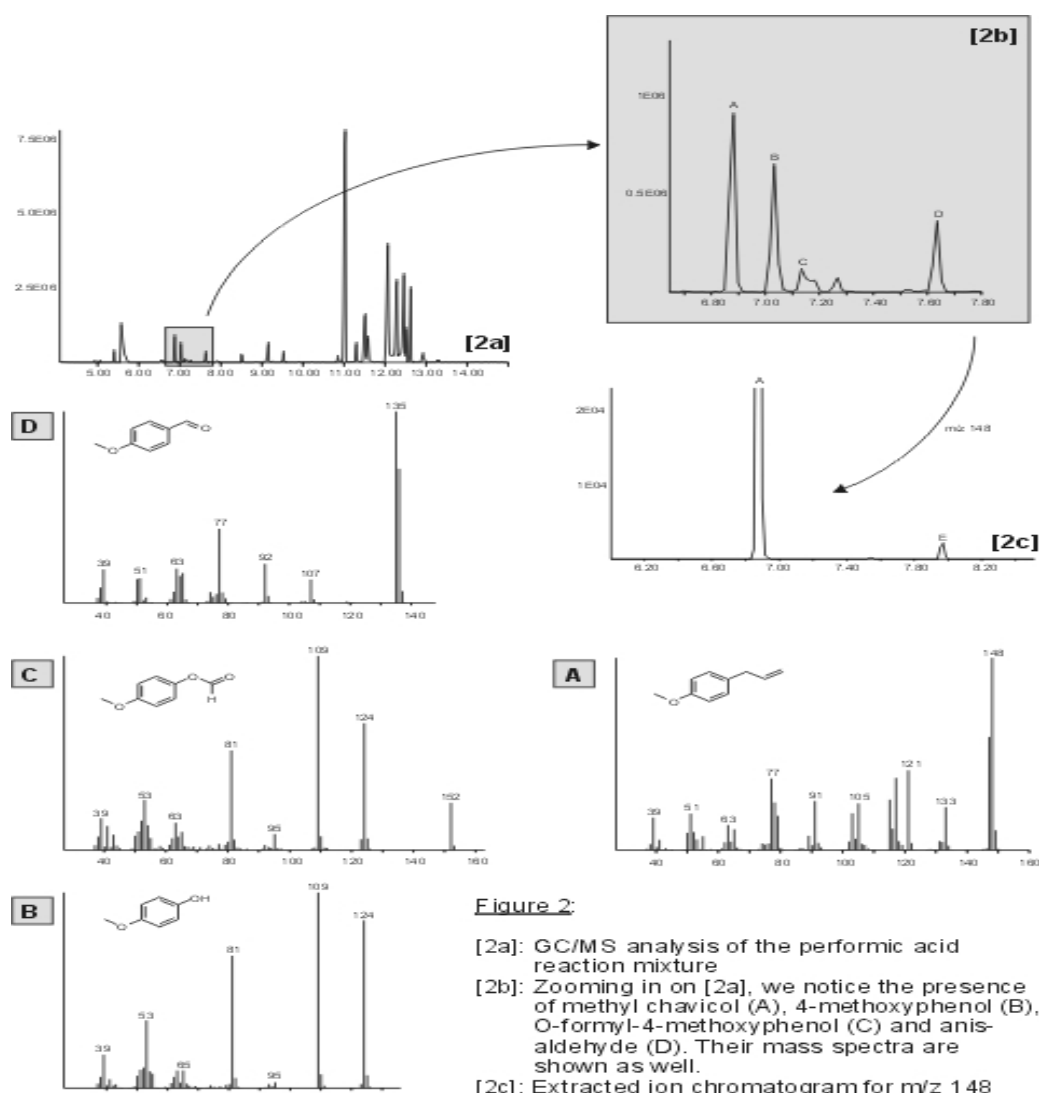 [2b]
1E06
0.5E06
A
B
C
D
6.80 7.00 7.20 7.40 7.60 7.80
7.5E06
5.0E06
2.5E06
[2a]
5.00 6.00 7.00 8.00 9.00 10.00 11.00 12.00 13.00 14.00
A
2E04
1E04
m/z 148
E
[2c]
6.20 6.60 7.00 7.40 7.80 8.20
D
O
O
135
77
39
51
63
92
107
40 60 80 100 120 140
C
O
O
O
H
109
124
81
152
53
39
63
95
40 60 80 100 120 140 160
A
O
148
121
77
105
91
133
51
39
63
40 60 80 100 120 140 160
B
OH
O
109
124
81
53
39
65
95
Figure 2:
[2a]: GC/MS analysis of the performic acid
reaction mixture
[2b]: Zooming in on [2a], we notice the presence
of methyl chavicol (A), 4-methoxyphenol (B),
O-formyl-4-methoxyphenol (C) and anis-
aldehyde (D). Their mass spectra are
shown as well.
[2c]: Extracted ion chromatogram for m/z 148